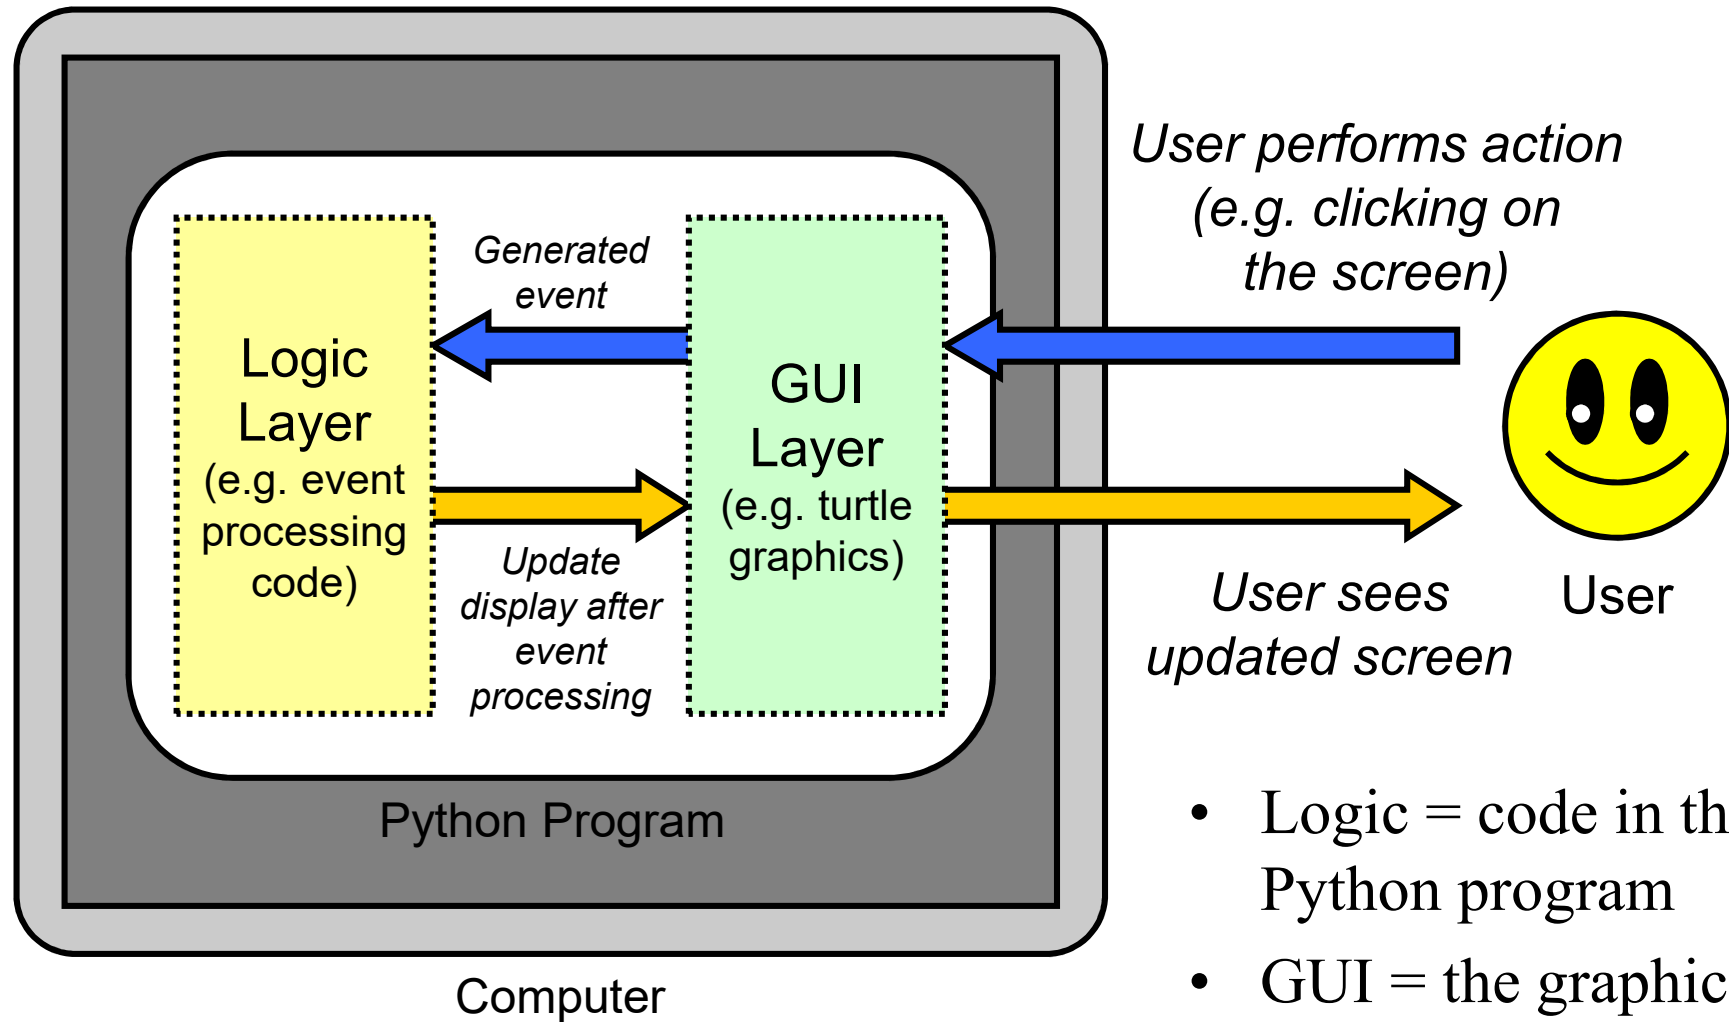 User performs action
(e.g. clicking on
the screen)
Generated
event
Logic
Layer
(e.g. event
processing
code)
GUI
Layer
(e.g. turtle
graphics)
Update
display after
event
processing
User sees
updated screen
User
Python Program
Computer
• Logic = code in th
Python program
• GUI = the graphic